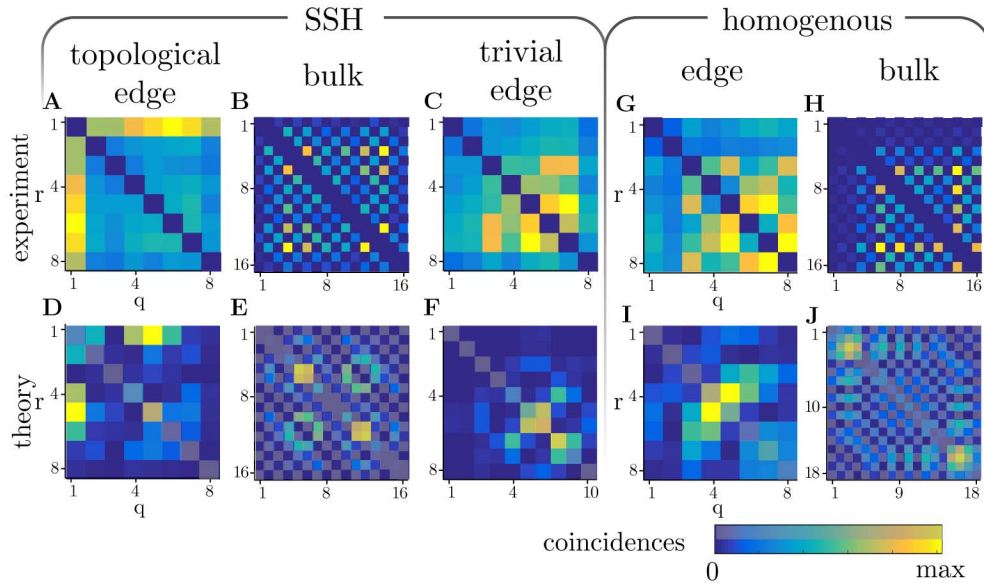 SSH
homogenous
topological
edge
bulk
trivial
edge
edge
bulk
A
B
C
G
H
experiment
1
r
4
8
1
8
q
1
8
16
1
8
16
1
4
8
1
8
1
r
4
8
1
8
q
1
8
16
1
8
16
D
E
F
I
J
theory
1
r
4
8
1
4
8
q
1
8
16
1
8
16
1
4
8
1
4
10
1
r
4
8
1
4
8
q
1
10
18
1
9
18
coincidences
0
max